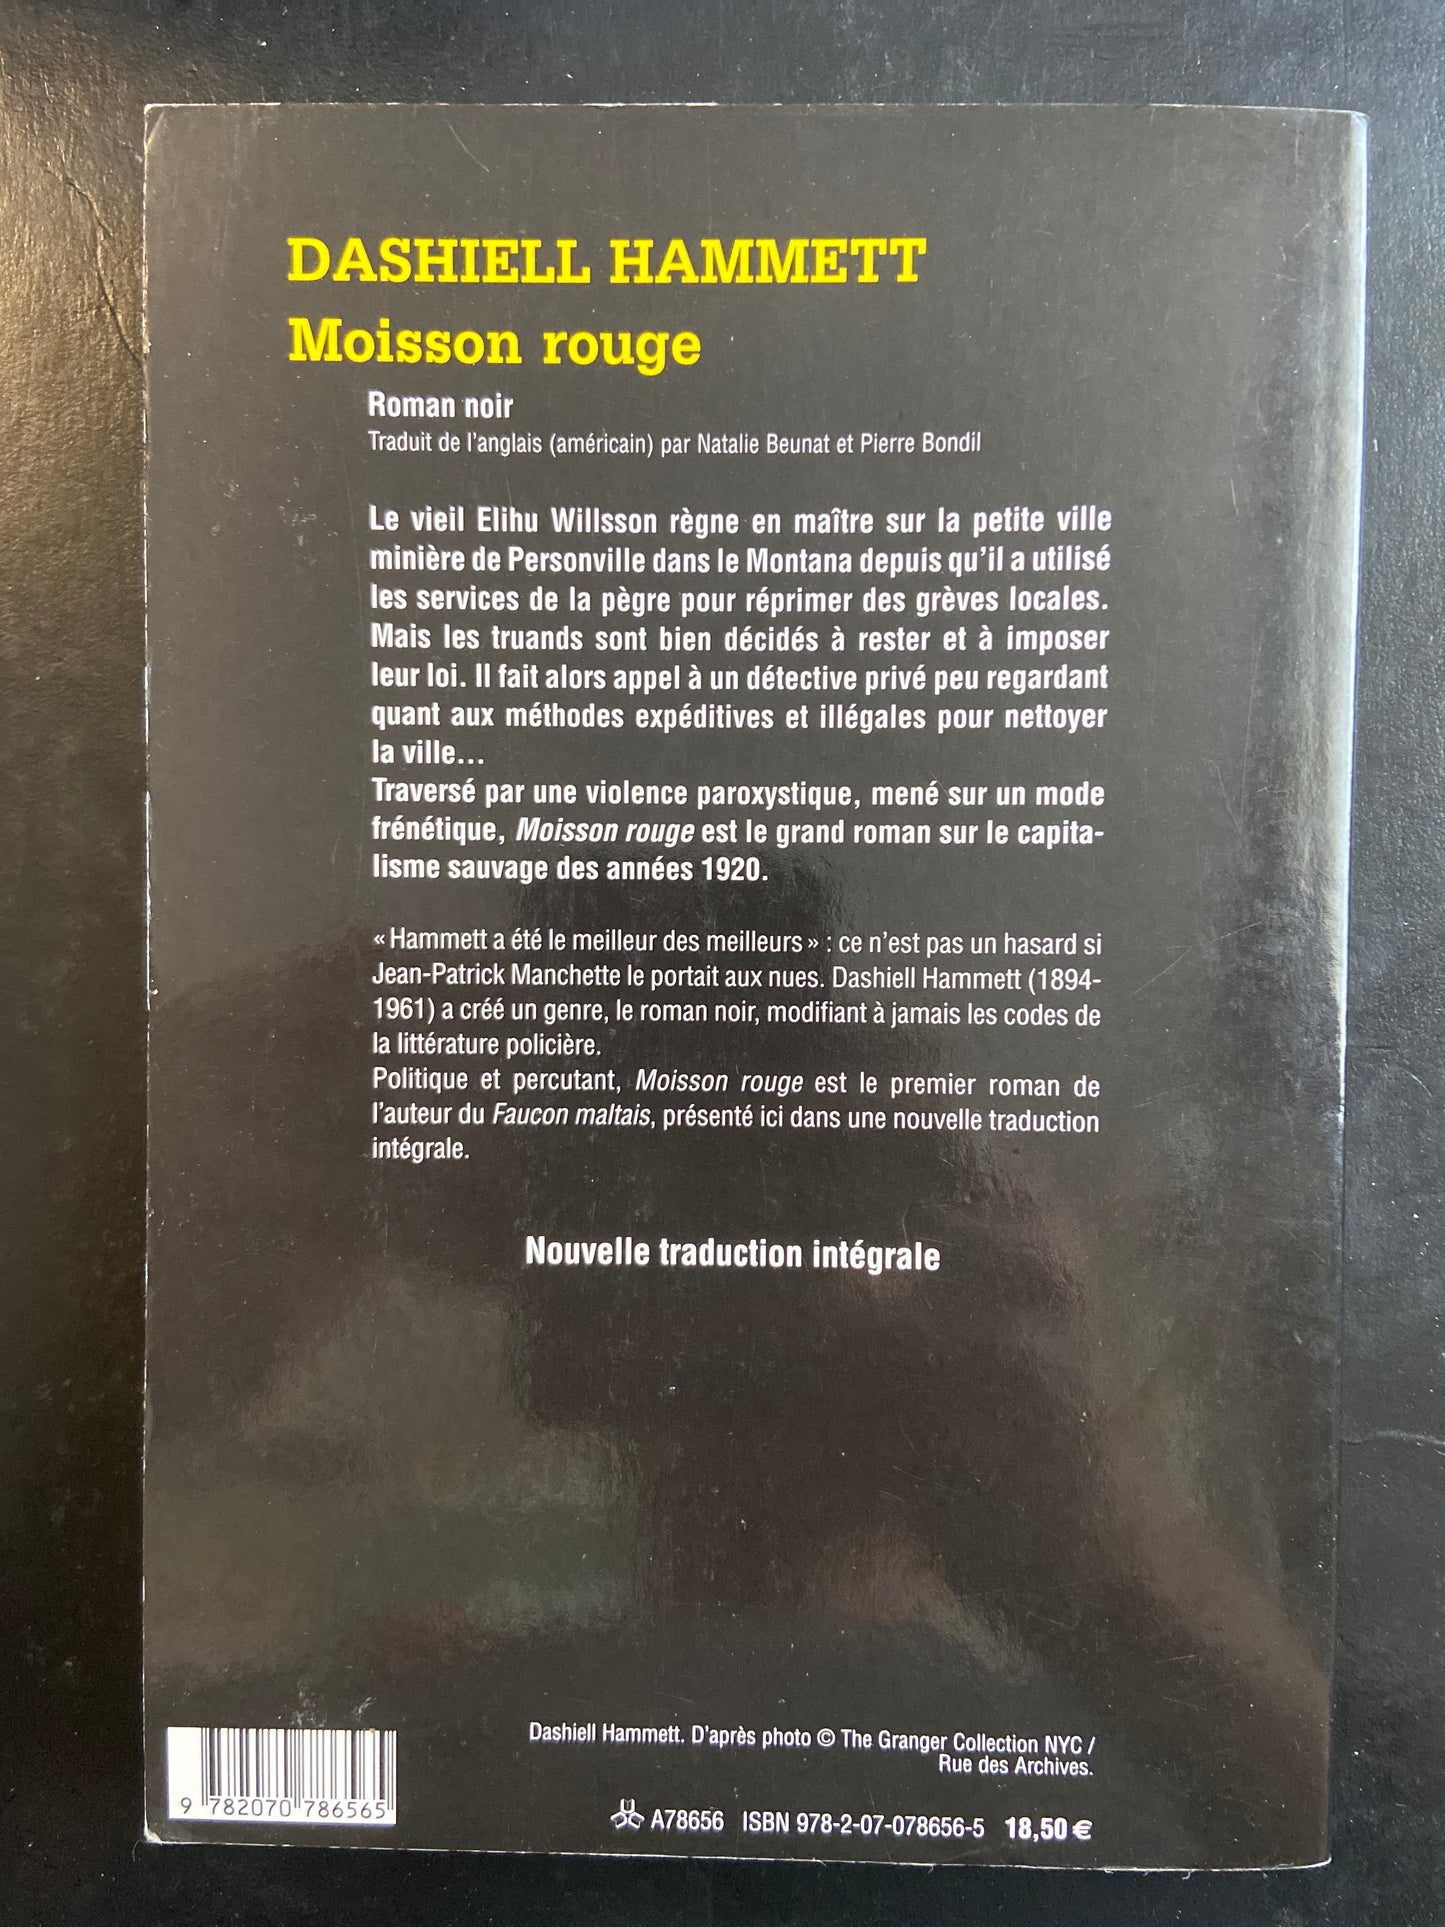 DASHIELL HAMMETT
Moisson rouge
Roman noir
Traduit de l'anglais (américain) par Natalie Beunat et Pierre Bondil
Le vieil Elihu Willsson règne en maître sur la petite ville
minière de Personville dans le Montana depuis qu'il a utilisé
les services de la pègre pour réprimer des grèves locales.
Mais les truands sont bien décidés à rester et à imposer
leur loi. Il fait alors appel à un détective privé peu regardant
quant aux méthodes expéditives et illégales pour nettoyer
la ville...
Traversé par une violence paroxystique, mené sur un mode
frénétique, Moisson rouge est le grand roman sur le capita-
lisme sauvage des années 1920.
« Hammett a été le meilleur des meilleurs » : ce n'est pas un hasard si
Jean-Patrick Manchette le portait aux nues. Dashiell Hammett (1894-
1961) a créé un genre, le roman noir, modifiant à jamais les codes de
la littérature policière.
Politique et percutant, Moisson rouge est le premier roman de
l'auteur du Faucon maltais, présenté ici dans une nouvelle traduction
intégrale.
Nouvelle traduction intégrale
Dashiell Hammett. D'après photo © The Granger Collection NYC /
Rue des Archives.
9 782070 786565
A78656 ISBN 978-2-07-078656-5 18,50 €